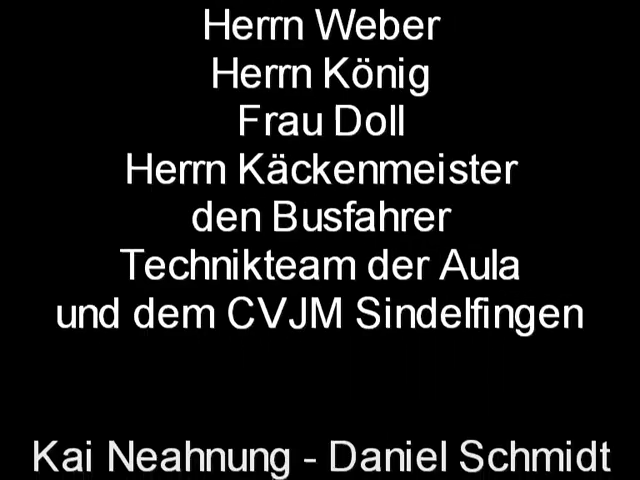 Herrn Weber
Herrn König
Frau Doll
Herrn Käckenmeister
den Busfahrer
Technikteam der Aula
und dem CVJM Sindelfingen
Kai Neahnung - Daniel Schmidt